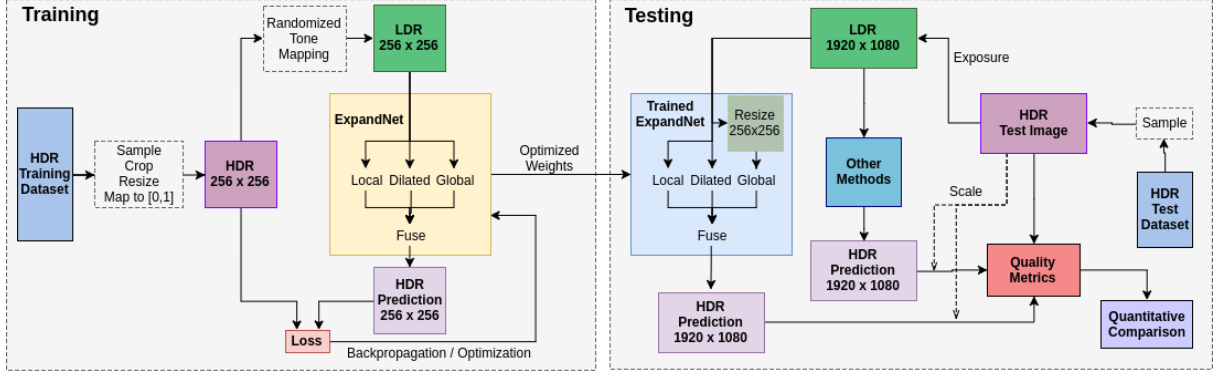 Training
Randomized
Tone
Mapping
LDR
256 x 256
HDR
Training
Dataset
Sample
Crop
Resize
Map to [0,1]
HDR
256 x 256
ExpandNet
Local
Dilated
Global
Fuse
HDR
Prediction
256 x 256
Loss
Backpropagation / Optimization
Optimized
Weights
Testing
LDR
1920 x 1080
Exposure
Trained
ExpandNet
Resize
256x256
Local
Dilated
Global
Fuse
HDR
Prediction
1920 x 1080
Other
Methods
HDR
Prediction
1920 x 1080
HDR
Test Image
Sample
HDR
Test
Dataset
Scale
Quality
Metrics
Quantitative
Comparison